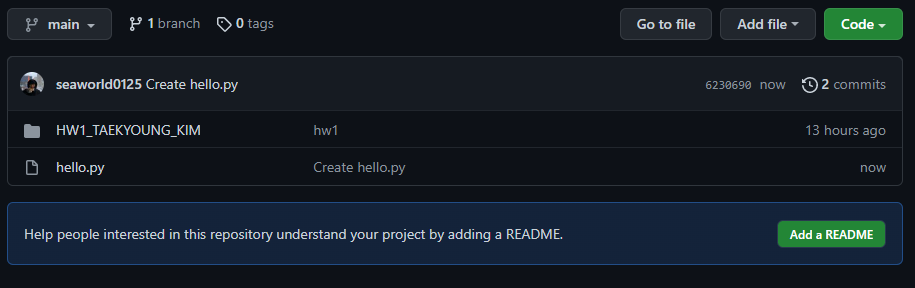 main 1 branch 0 tags Go to file Add file Code
seaworld0125 Create hello.py 6230690 now 2 commits
HW1_TAEKYOUNG_KIM hw1 13 hours ago
hello.py Create hello.py now
Help people interested in this repository understand your project by adding a README. Add a README